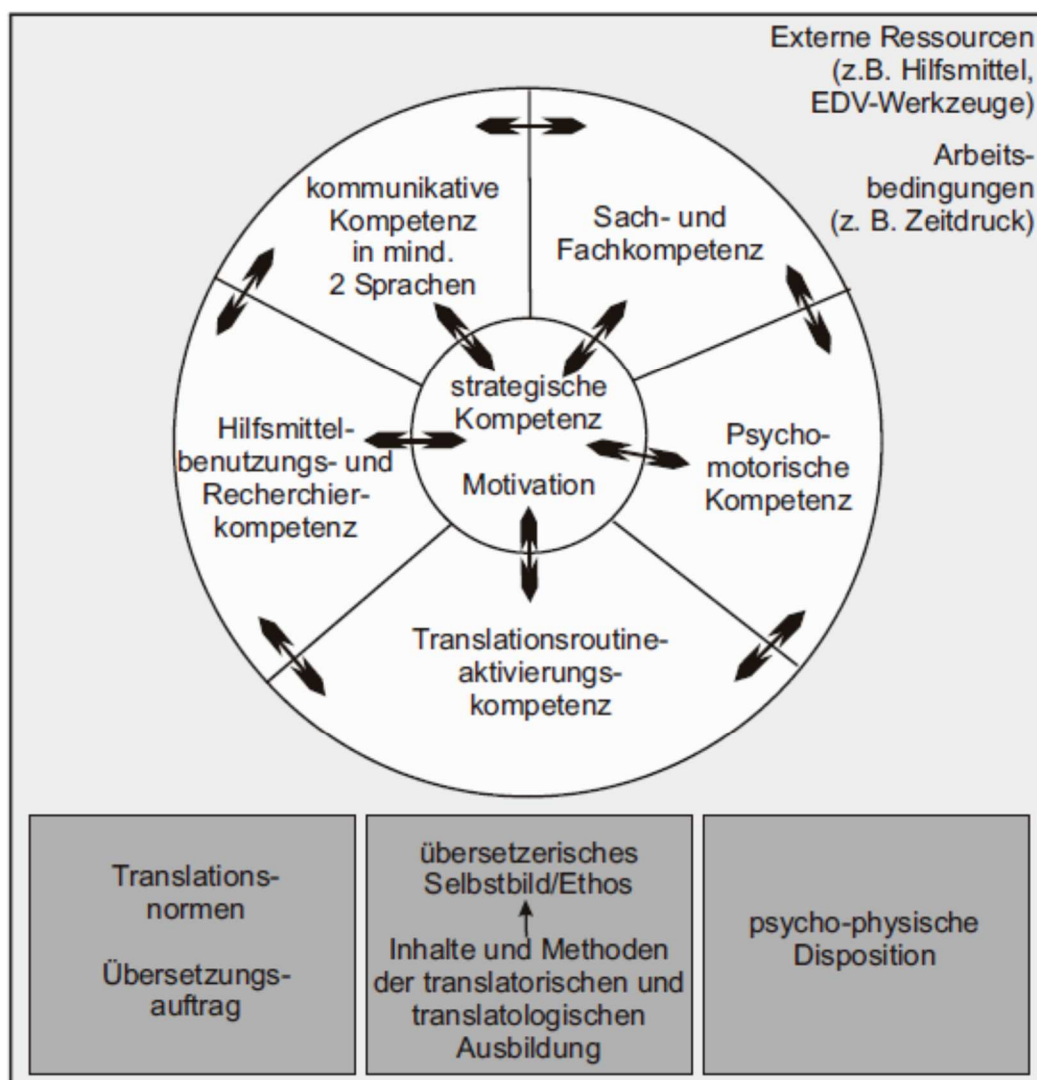 Externe Ressourcen
(z.B. Hilfsmittel,
EDV-Werkzeuge)
Arbeits-
bedingungen
(z. B. Zeitdruck)
kommunikative
Kompetenz
in mind.
2 Sprachen
Sach- und
Fachkompetenz
strategische
Kompetenz
Motivation
Hilfsmittel-
benutzungs- und
Recherchier-
kompetenz
Psycho-
motorische
Kompetenz
Translationsroutine-
aktivierungs-
kompetenz
Translations-
normen
Übersetzungs-
auftrag
übersetzerisches
Selbstbild/Ethos
Inhalte und Methoden
der translatorischen und
translatologischen
Ausbildung
psycho-physische
Disposition